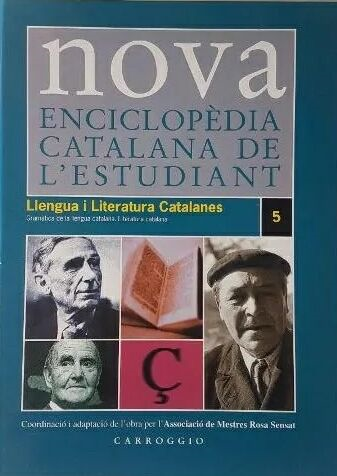 nova
ENCICLOPÈDIA
CATALANA DE
L'ESTUDIANT
Llengua i Literatura Catalanes
Gramàtica de la llengua catalana. Literatura catalana
5
Ç
Coordinació i adaptació de l'obra per l'Associació de Mestres Rosa Sensat
CARROGGIO